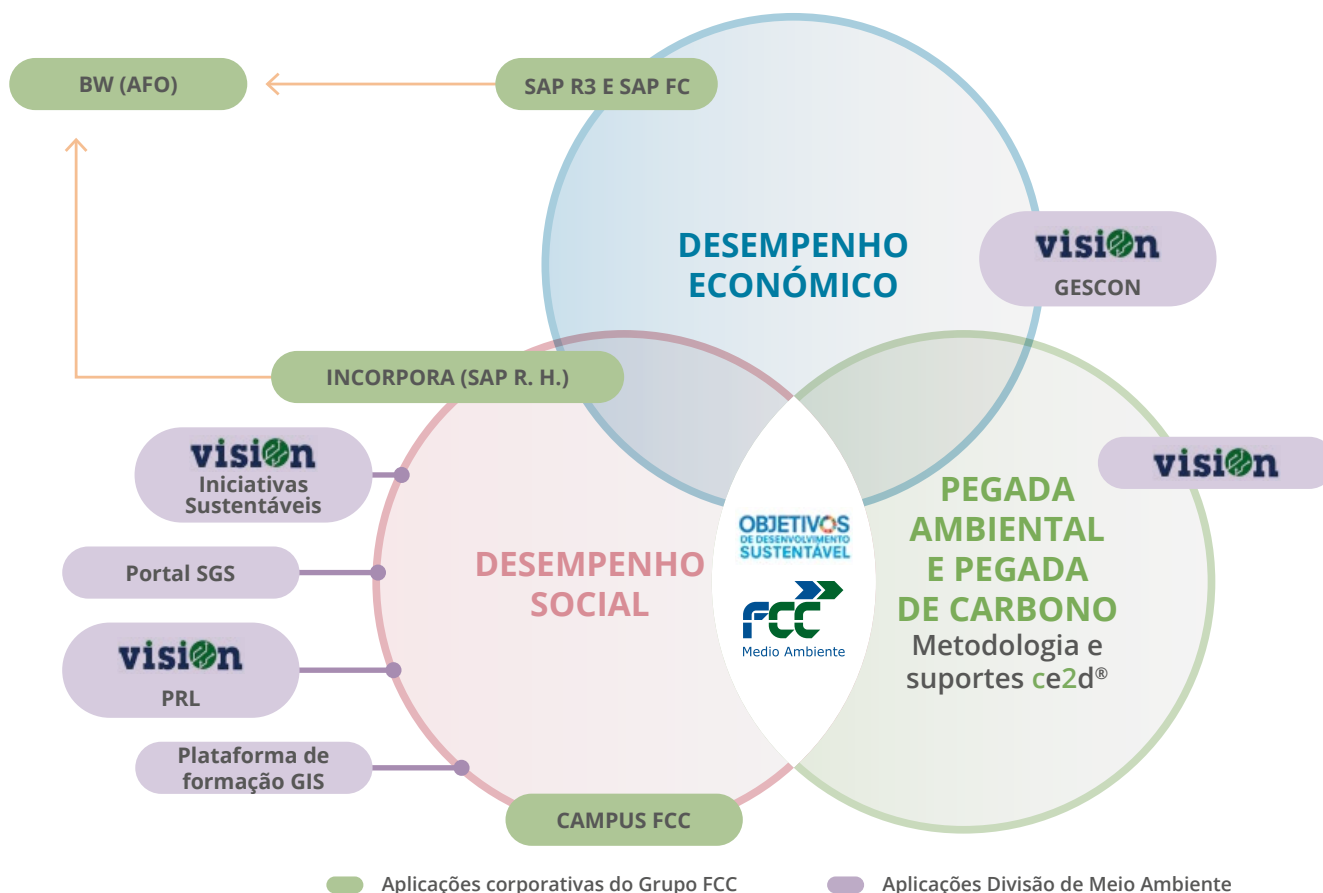 BW (AFO)
SAP R3 E SAP FC
DESEMPENHO
ECONÓMICO
vision
GESCON
INCORPORA (SAP R. H.)
vision
Iniciativas
Sustentáveis
vision
PEGADA
AMBIENTAL
E PEGADA
DE CARBONO
Metodologia e
suportes ce2d®
OBJETIVOS
DE DESENVOLVIMENTO
SUSTENTÁVEL
FCC
Medio Ambiente
DESEMPENHO
SOCIAL
Portal SGS
vision
PRL
Plataforma de
formação GIS
CAMPUS FCC
Aplicações corporativas do Grupo FCC
Aplicações Divisão de Meio Ambiente